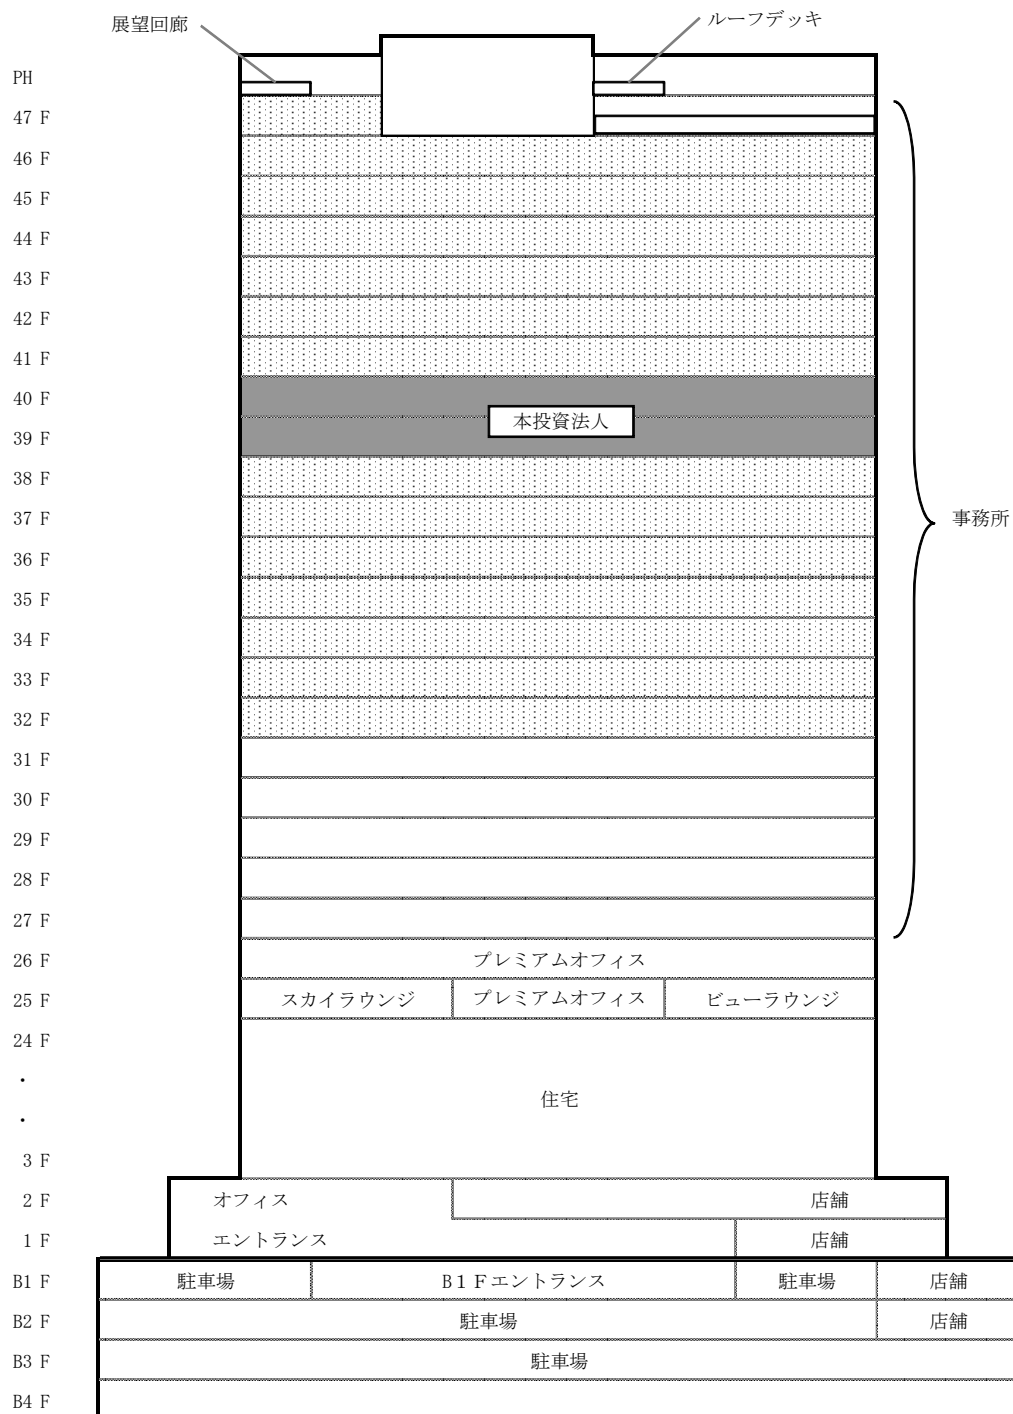 展望回廊
ルーフデッキ
PH
47 F
46 F
45 F
44 F
43 F
42 F
41 F
40 F
本投資法人
39 F
38 F
37 F
事務所
36 F
35 F
34 F
33 F
32 F
31 F
30 F
29 F
28 F
27 F
26 F プレミアムオフィス
25 F スカイラウンジ プレミアムオフィス ビューラウンジ
24 F
・
住宅
・
3 F
2 F オフィス 店舗
1 F エントランス 店舗
B1 F 駐車場 B1Fエントランス 駐車場 店舗
B2 F 駐車場 店舗
B3 F 駐車場
B4 F